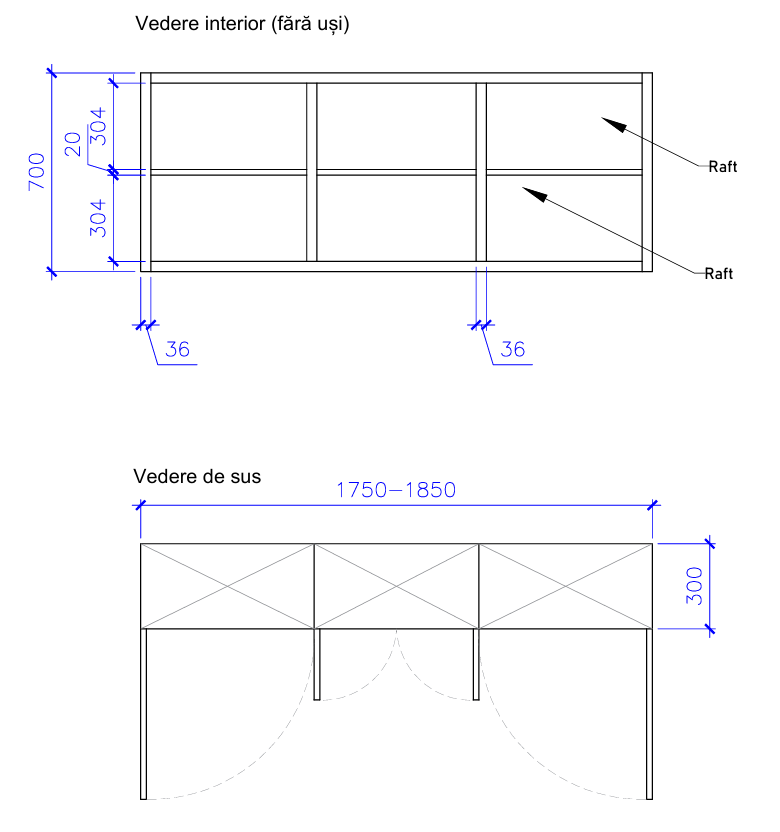 Vedere interior (fără uși)
304
20
700
Raft
304
Raft
36
36
Vedere de sus
1750-1850
300